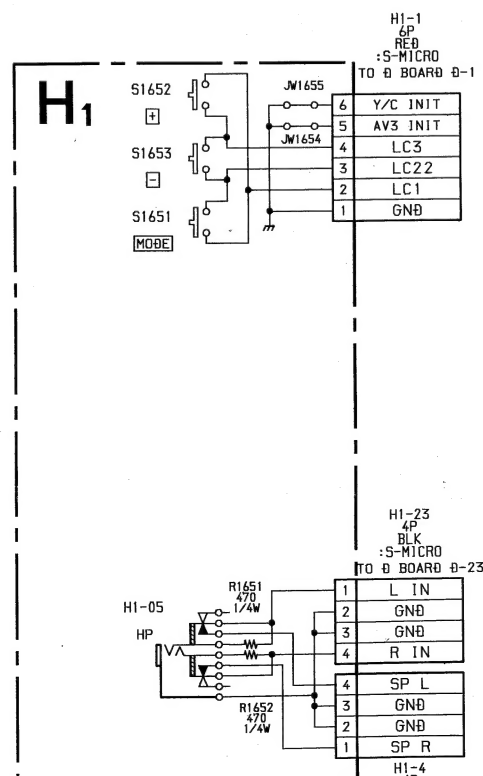 H1-1
6P
RED
:S-MICRO
TO D BOARD D-1
H1
S1652
+
S1653
-
S1651
MODE
JW1655
JW1654
6 Y/C INIT
5 AV3 INIT
4 LC3
3 LC22
2 LC1
1 GND
H1-23
4P
BLK
:S-MICRO
TO D BOARD D-23
R1651
470
1/4W
H1-05
HP
R1652
470
1/4W
1 L IN
2 GND
3 GND
4 R IN
4 SP L
3 GND
2 GND
1 SP R
H1-4